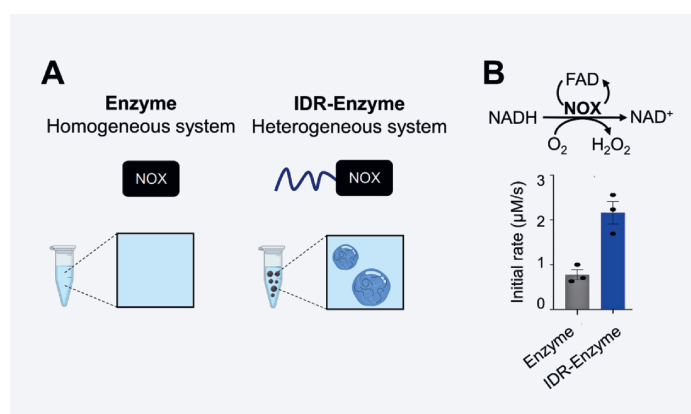 A
Enzyme
Homogeneous system
IDR-Enzyme
Heterogeneous system
NOX
NOX
B
FAD
NADH
NOX
NAD⁺
O₂
H₂O₂
Initial rate (μM/s)
3
2
1
0
Enzyme
IDR-Enzyme